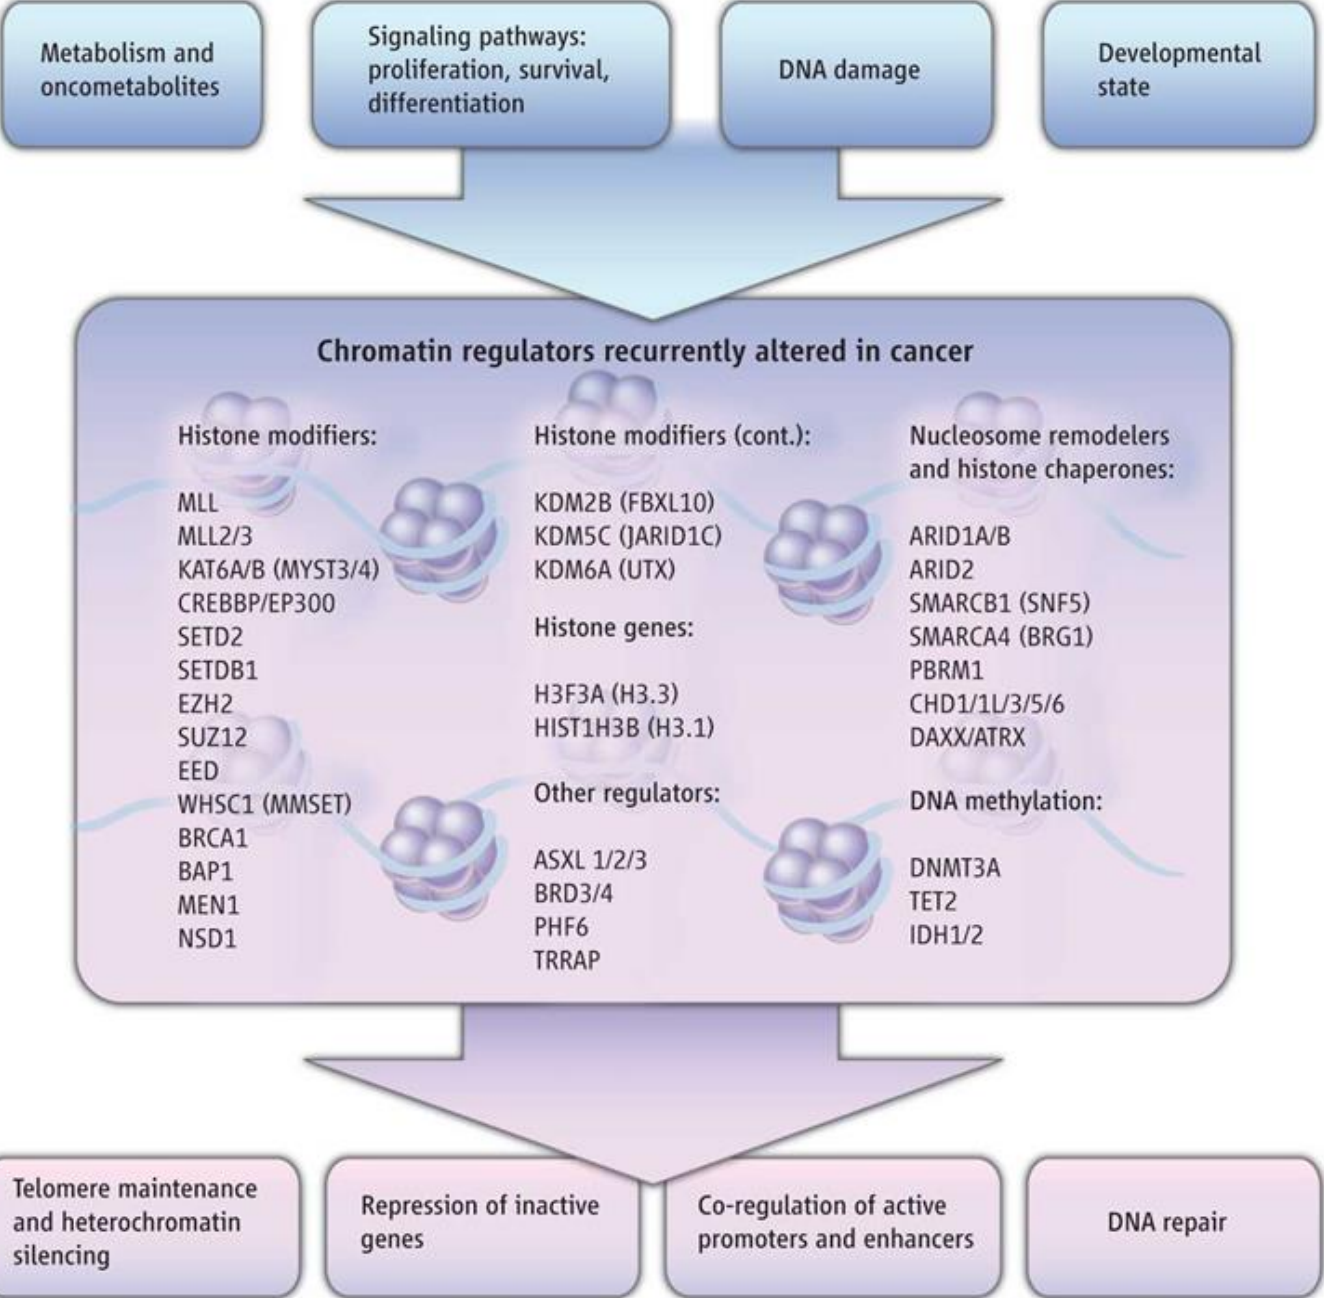 Metabolism and
oncometabolites
Signaling pathways:
proliferation, survival,
differentiation
DNA damage
Developmental
state
Chromatin regulators recurrently altered in cancer
Histone modifiers:
MLL
MLL2/3
KAT6A/B (MYST3/4)
CREBBP/EP300
SETD2
SETDB1
EZH2
SUZ12
EED
WHSC1 (MMSET)
BRCA1
BAP1
MEN1
NSD1
Histone modifiers (cont.):
KDM2B (FBXL10)
KDM5C (JARID1C)
KDM6A (UTX)
Histone genes:
H3F3A (H3.3)
HIST1H3B (H3.1)
Other regulators:
ASXL 1/2/3
BRD3/4
PHF6
TRRAP
Nucleosome remodelers
and histone chaperones:
ARID1A/B
ARID2
SMARCB1 (SNF5)
SMARCA4 (BRG1)
PBRM1
CHD1/1L/3/5/6
DAXX/ATRX
DNA methylation:
DNMT3A
TET2
IDH1/2
Telomere maintenance
and heterochromatin
silencing
Repression of inactive
genes
Co-regulation of active
promoters and enhancers
DNA repair